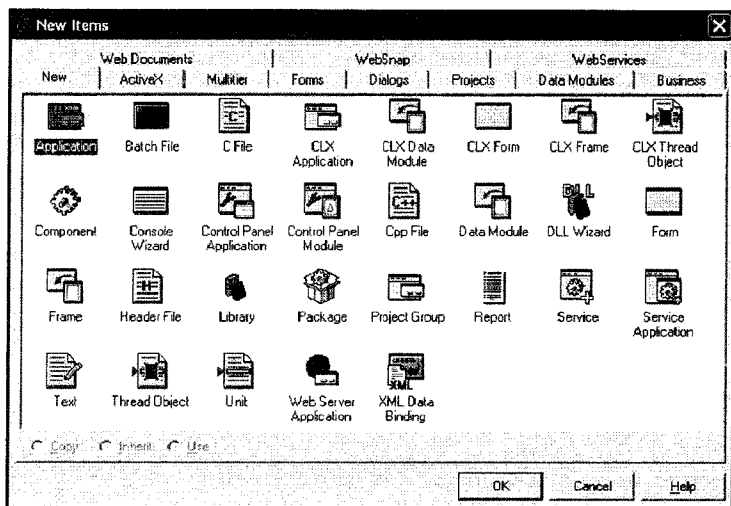 New Items
Web Documents WebSnap WebServices
New ActiveX Multitier Forms Dialogs Projects Data Modules Business
Application Batch File C File CLX Application CLX Data Module CLX Form CLX Frame CLX Thread Object
Component Console Wizard Control Panel Application Control Panel Module Cpp File Data Module DLL Wizard Form
Frame Header File Library Package Project Group Report Service Service Application
Text Thread Object Unit Web Server Application XML Data Binding
Copy Inherit Use
OK Cancel Help